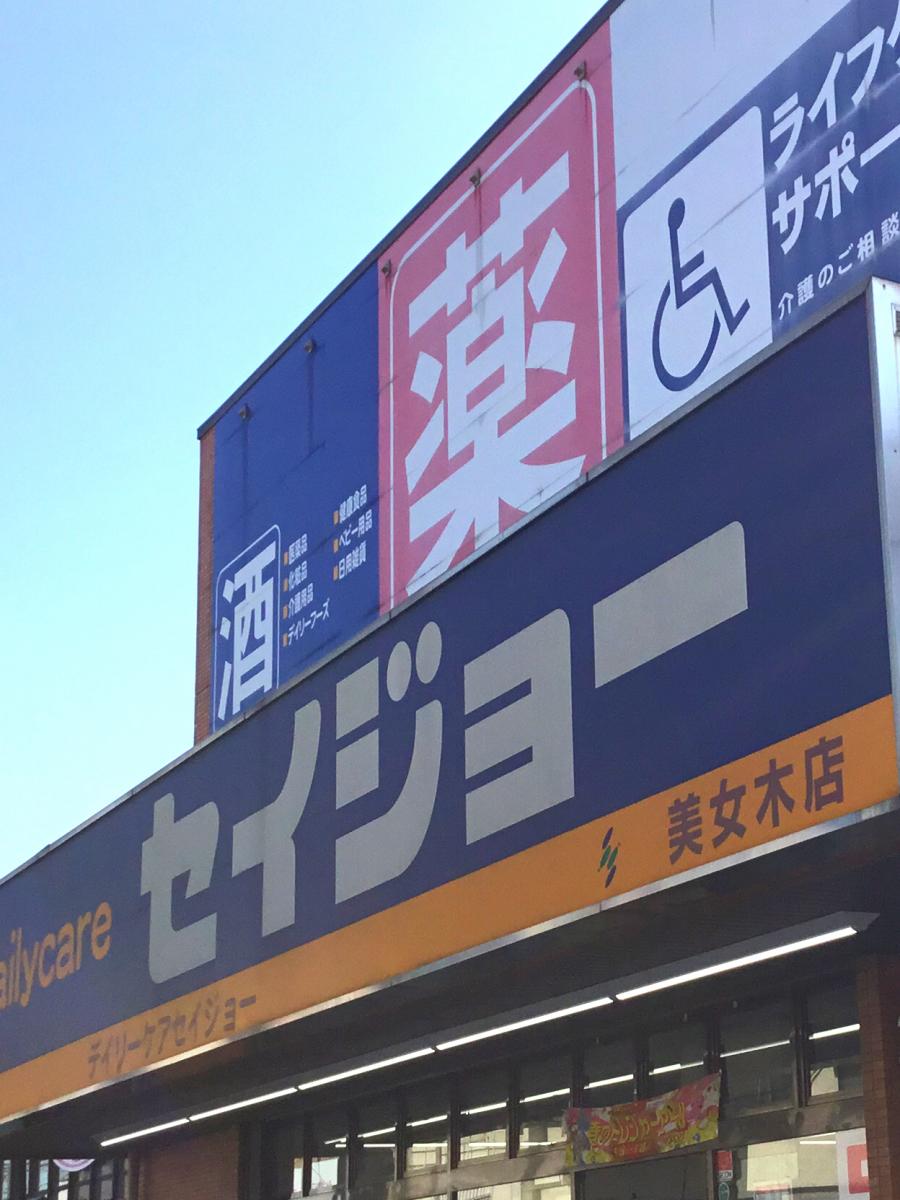 薬
ライフケ
サポー
介護のご相談
酒
医薬品
化粧品
介護用品
デイリーフーズ
健康食品
ベビー用品
日用雑貨
ailycare
セイジョー
美女木店
デイリーケアセイジョー